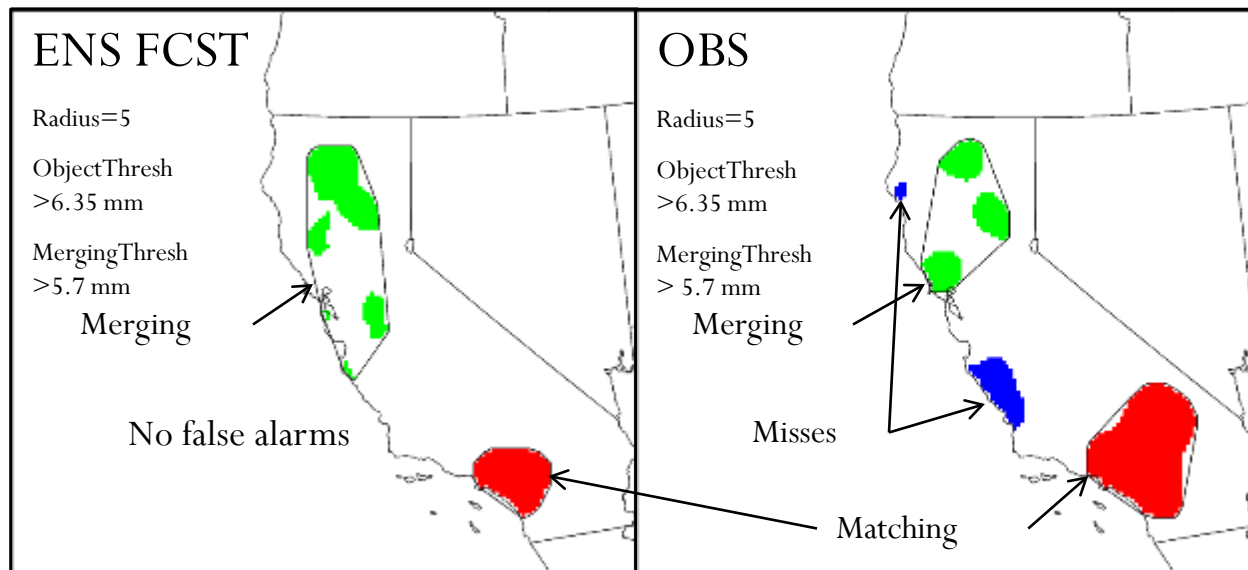 ENS FCST
Radius=5
ObjectThresh
>6.35 mm
MergingThresh
>5.7 mm
Merging
No false alarms
OBS
Radius=5
ObjectThresh
>6.35 mm
MergingThresh
> 5.7 mm
Merging
Misses
Matching